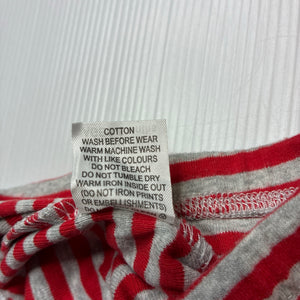 COTTON
WASH BEFORE WEAR
WARM MACHINE WASH
WITH LIKE COLOURS
DO NOT BLEACH
DO NOT TUMBLE DRY
WARM IRON INSIDE OUT
(DO NOT IRON PRINTS
OR EMBELLISHMENTS)